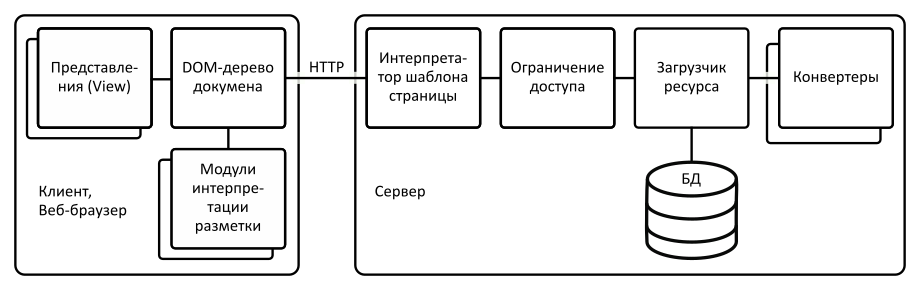 Представле-
ния (View)
DOM-дерево
докумена
HTTP
Интерпрета-
тор шаблона
страницы
Ограничение
доступа
Загрузчик
ресурса
Конвертеры
Клиент,
Веб-браузер
Модули
интерпре-
тации
разметки
Сервер
БД